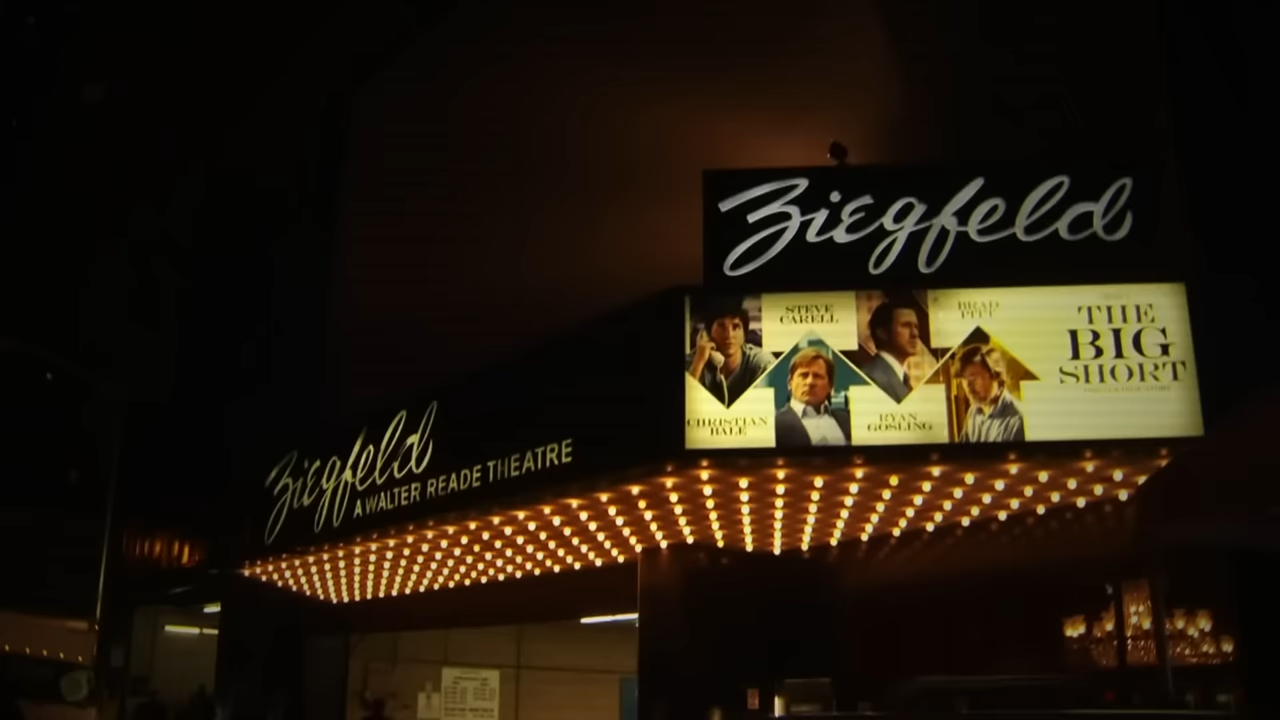 Ziegfeld
STEVE
CARELL
BRAD
PITT
THE
BIG
SHORT
CHRISTIAN
BALE
RYAN
GOSLING
Ziegfeld
A WALTER READE THEATRE